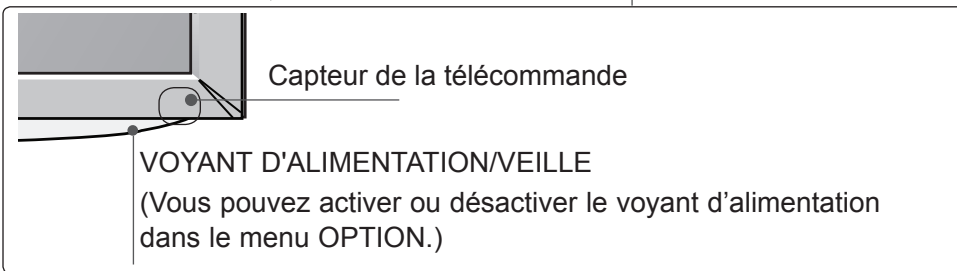 Capteur de la télécommande
VOYANT D'ALIMENTATION/VEILLE
(Vous pouvez activer ou désactiver le voyant d’alimentation
dans le menu OPTION.)